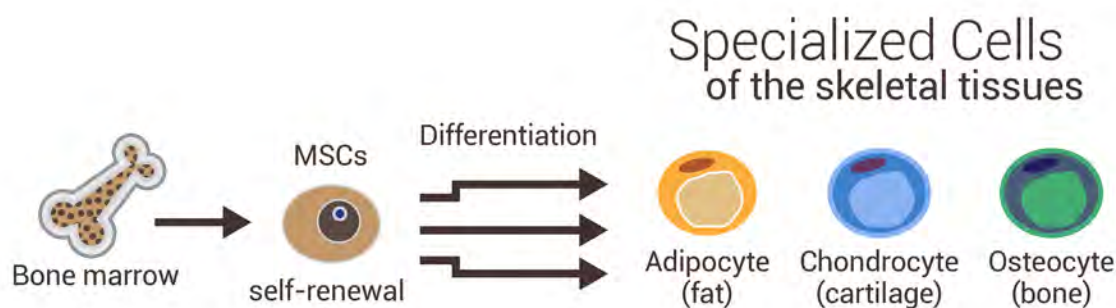 Specialized Cells
of the skeletal tissues
Differentiation
MSCs
Bone marrow
self-renewal
Adipocyte
(fat)
Chondrocyte
(cartilage)
Osteocyte
(bone)